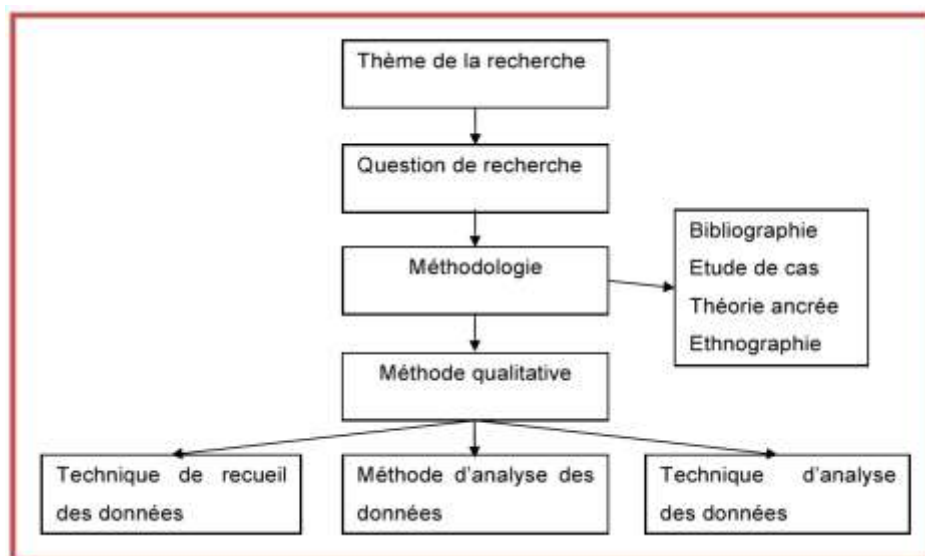 Thème de la recherche
Question de recherche
Méthodologie
Bibliographie
Etude de cas
Théorie ancrée
Ethnographie
Méthode qualitative
Technique de recueil
des données
Méthode d'analyse des
données
Technique d'analyse
des données